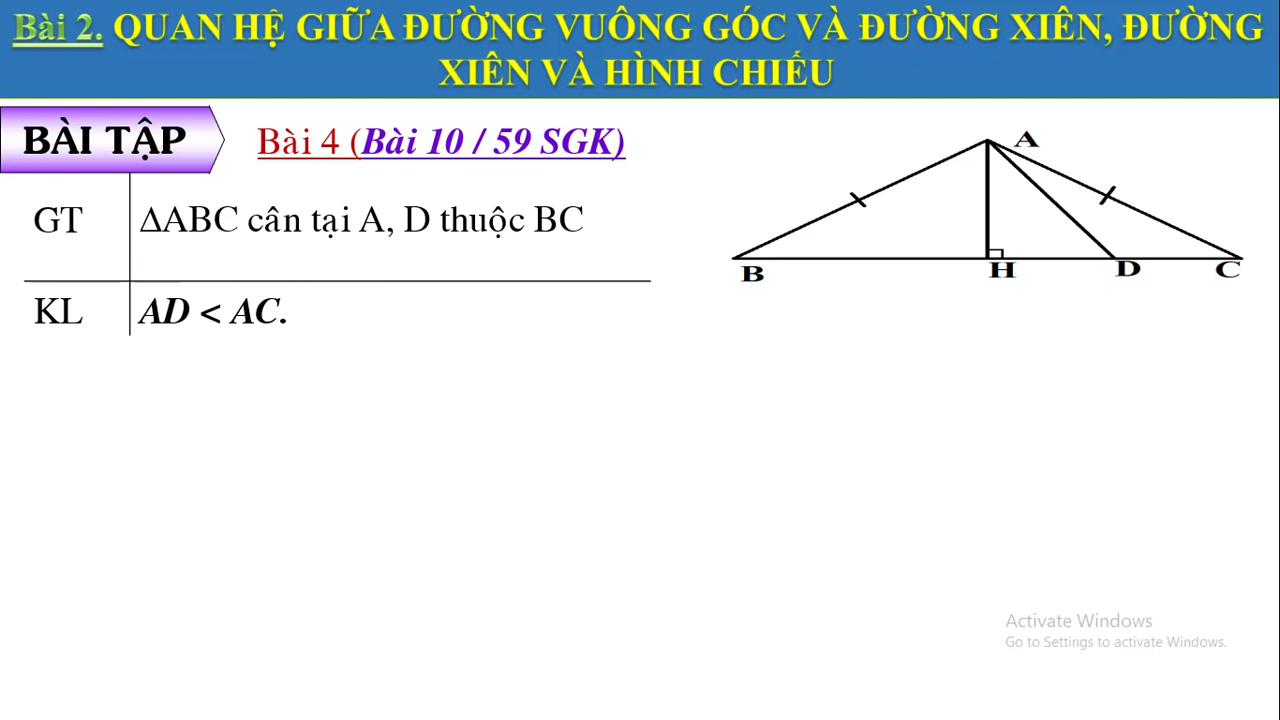 Bài 2. QUAN HỆ GIỮA ĐƯỜNG VUÔNG GÓC VÀ ĐƯỜNG XIÊN, ĐƯỜNG
XIÊN VÀ HÌNH CHIẾU
BÀI TẬP
Bài 4 (Bài 10 / 59 SGK)
GT
∆ABC cân tại A, D thuộc BC
KL
AD < AC.
A
B
H
D
C
Activate Windows
Go to Settings to activate Windows.